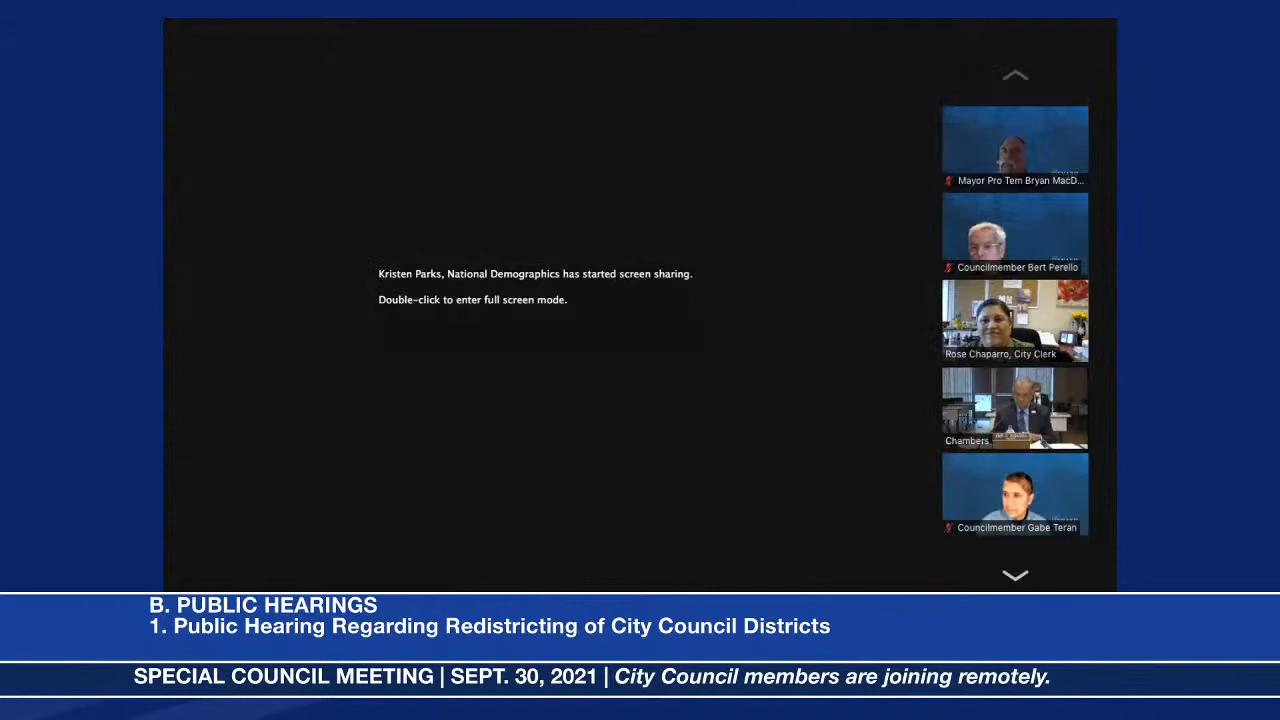 Kristen Parks, National Demographics has started screen sharing.
Double-click to enter full screen mode.
Mayor Pro Tem Bryan MacD...
Councilmember Bert Perello
Rose Chaparro, City Clerk
Chambers
Councilmember Gabe Teran
B. PUBLIC HEARINGS
1. Public Hearing Regarding Redistricting of City Council Districts
SPECIAL COUNCIL MEETING | SEPT. 30, 2021 | City Council members are joining remotely.